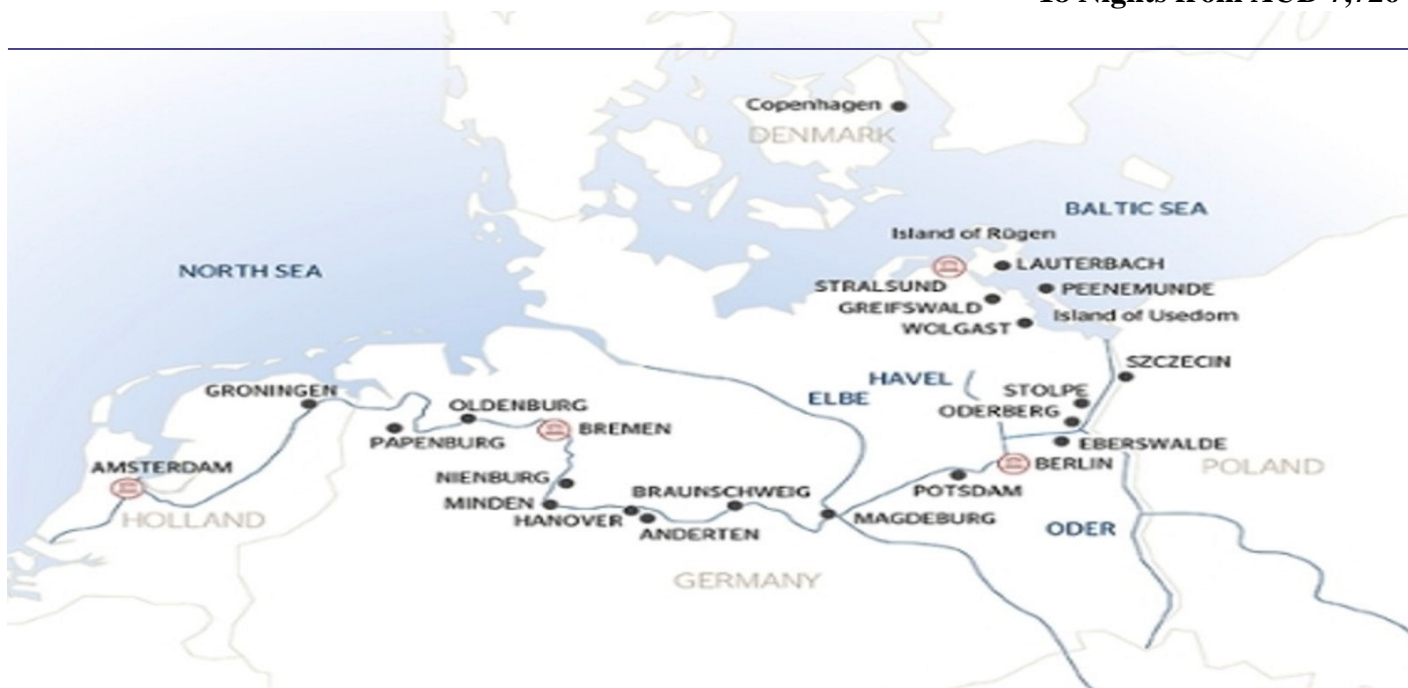 Copenhagen
DENMARK
BALTIC SEA
Island of Rügen
NORTH SEA
LAUTERBACH
STRALSUND
PEENEMUNDE
GREIFSWALD
Island of Usedom
WOLGAST
SZCZECIN
HAVEL
STOLPE
GRONINGEN
ELBE
OLDENBURG
ODERBERG
BREMEN
PAPENBURG
EBERSWALDE
AMSTERDAM
BERLIN
POLAND
NIENBURG
BRAUNSCHWEIG
POTSDAM
MINDEN
HOLLAND
HANOVER
MAGDEBURG
ANDERTEN
ODER
GERMANY